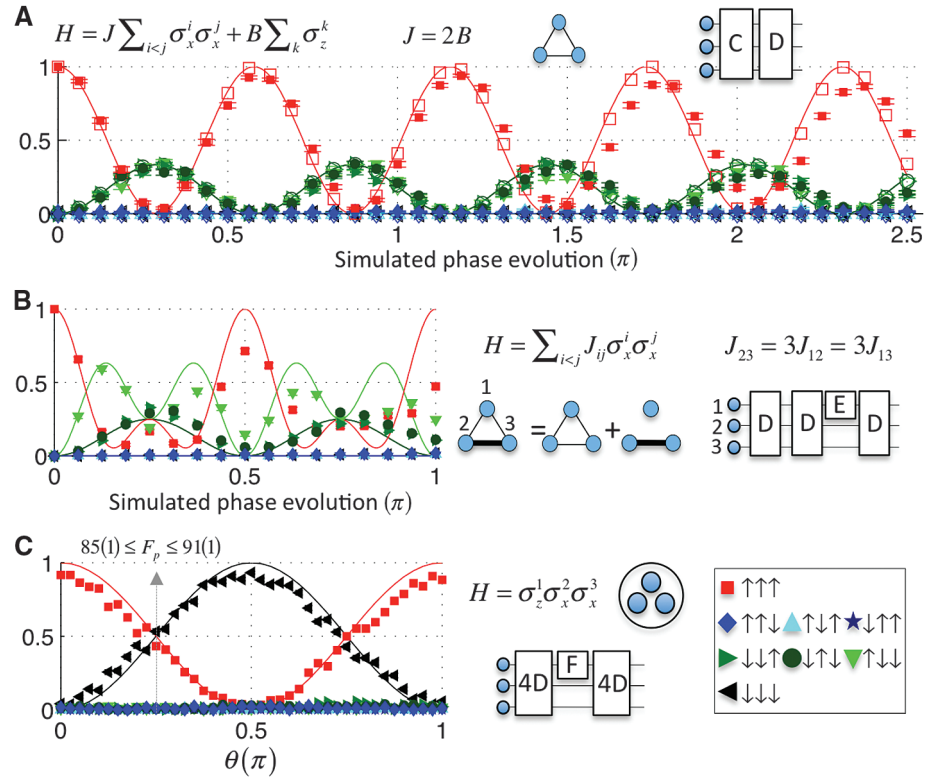 A
H = J∑_{i<j} σ_x^i σ_x^j + B∑_k σ_z^k
J = 2B
C D
1
0.5
0
0 0.5 1 1.5 2 2.5
Simulated phase evolution (π)
B
1
0.5
0
0 0.5 1
Simulated phase evolution (π)
H = ∑_{i<j} J_{ij} σ_x^i σ_x^j
J_{23} = 3J_{12} = 3J_{13}
1
2 3 = +
1
2
3
D D E D
C
85(1) ≤ F_p ≤ 91(1)
1
0.5
0
0 0.5 1
θ(π)
H = σ_z^1 σ_x^2 σ_x^3
4D F 4D
↑↑↑
↑↑↓ ↑↓↑ ↓↑↑
↓↓↑ ↓↑↓ ↑↓↓
↓↓↓